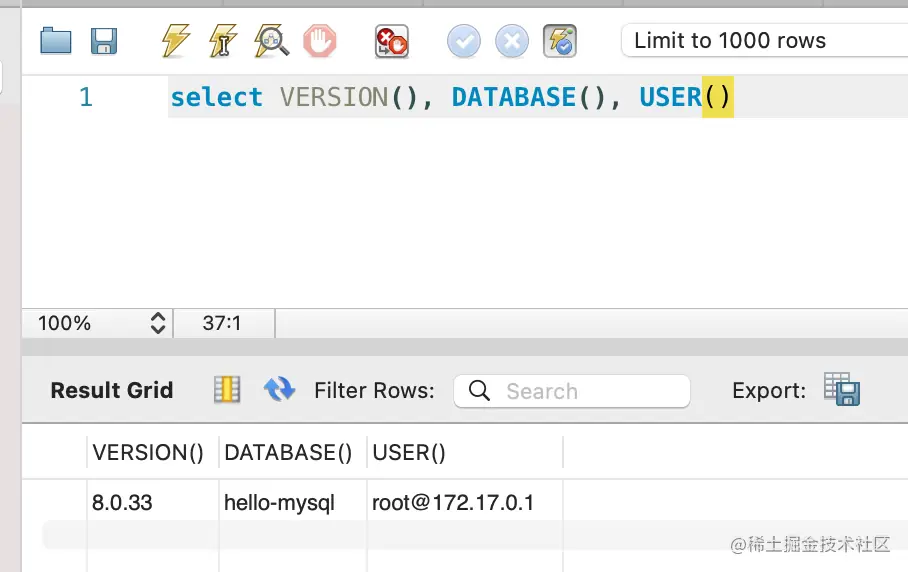 Limit to 1000 rows
1 select VERSION(), DATABASE(), USER()
100% 37:1
Result Grid Filter Rows: Search Export:
VERSION() DATABASE() USER()
8.0.33 hello-mysql root@172.17.0.1
@稀土掘金技术社区